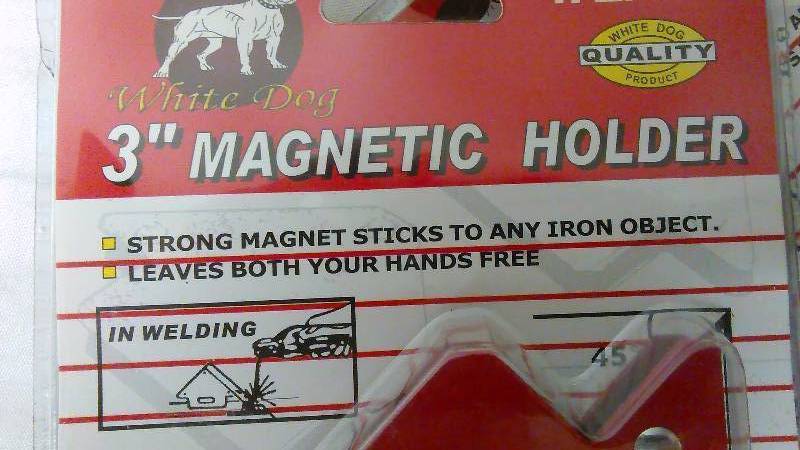 WHITE DOG
QUALITY
PRODUCT
White Dog
3" MAGNETIC HOLDER
STRONG MAGNET STICKS TO ANY IRON OBJECT.
LEAVES BOTH YOUR HANDS FREE
IN WELDING
45